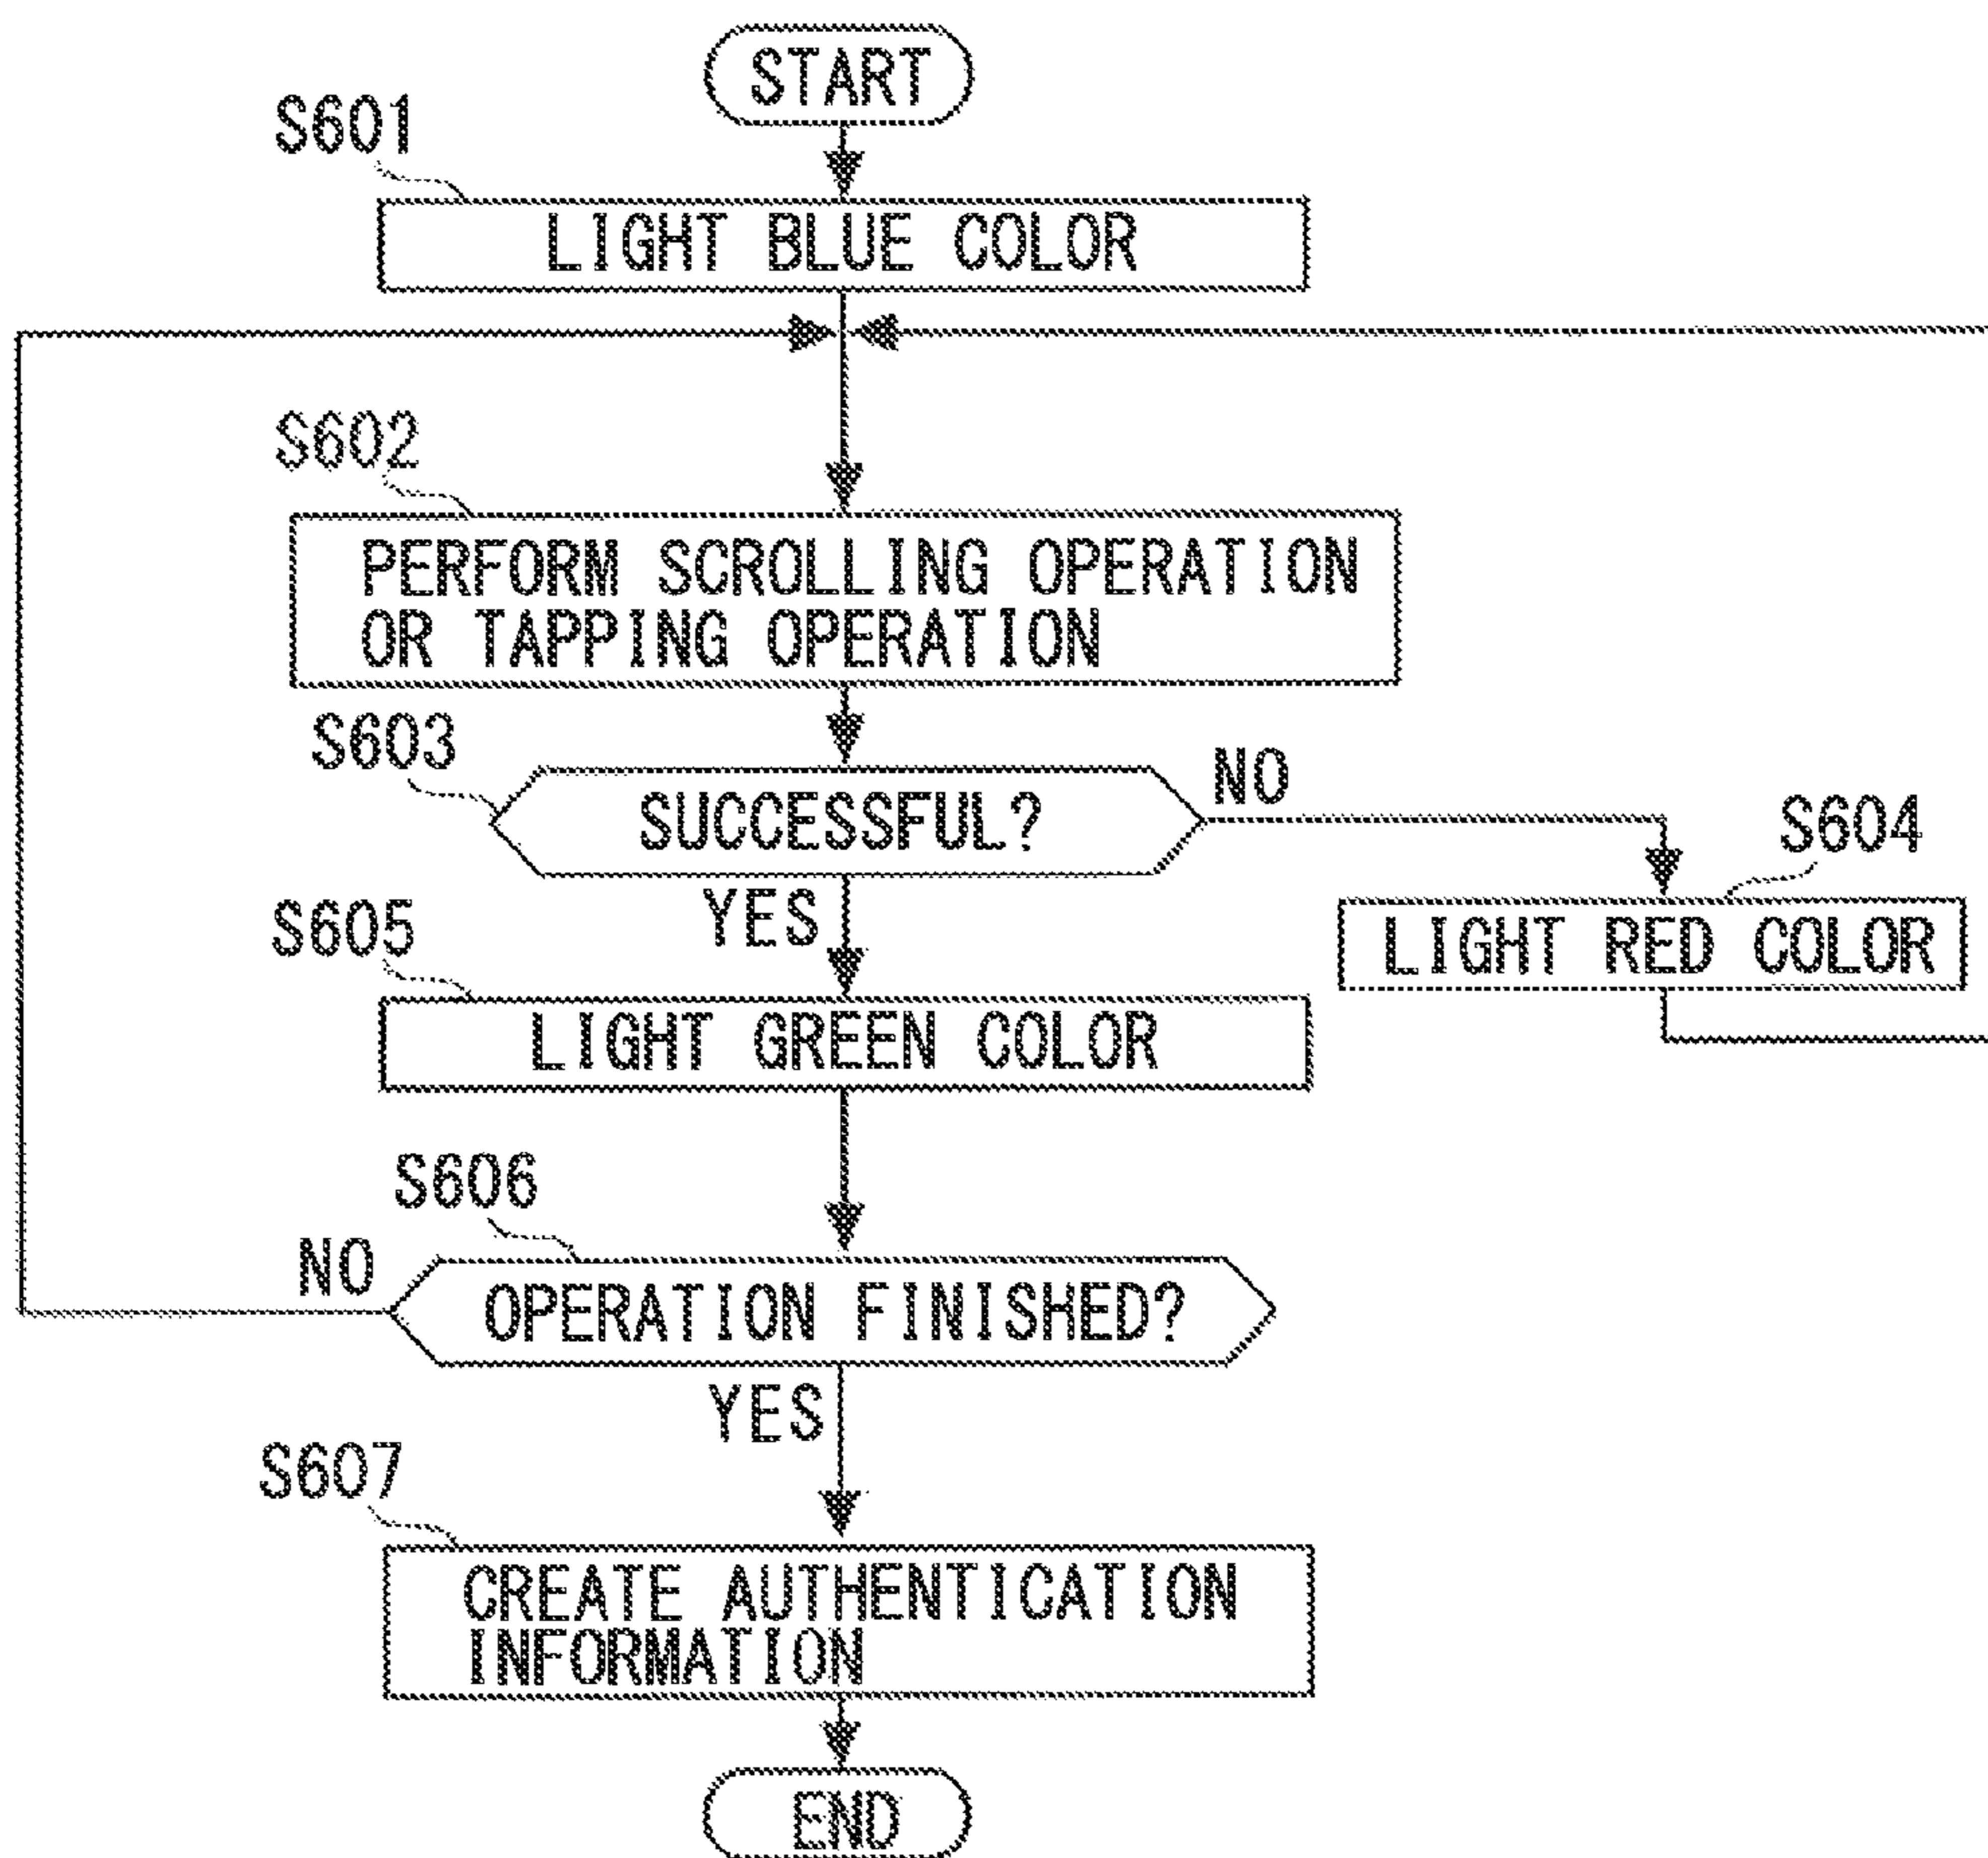 START
S601
LIGHT BLUE COLOR
S602
PERFORM SCROLLING OPERATION
OR TAPPING OPERATION
S603
SUCCESSFUL?
NO
S604
YES
LIGHT RED COLOR
S605
LIGHT GREEN COLOR
S606
NO
OPERATION FINISHED?
YES
S607
CREATE AUTHENTICATION
INFORMATION
END